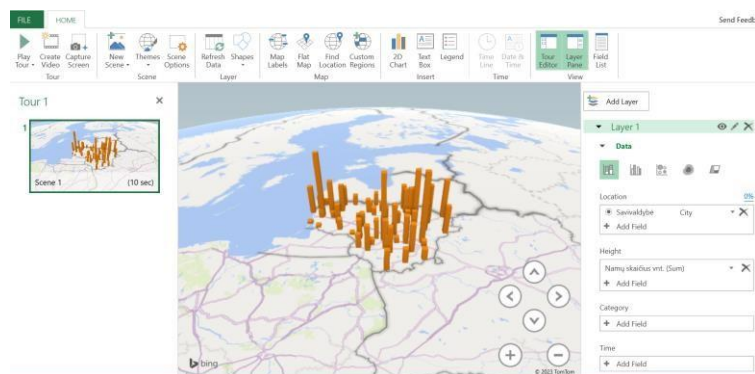 FILE HOME Send Feedb
Play Tour Create Video Capture Screen New Scene Themes Scene Options Refresh Data Shapes Map Labels Flat Map Find Location Custom Regions 2D Chart Text Box Legend Time Line Date & Time Tour Editor Layer Pane Field List
Tour Scene Layer Map Insert Time View
Tour 1
1
Scene 1 (10 sec)
bing
© 2023 TomTom
Add Layer
Layer 1
Data
Location 0%
Savivaldybė City
Add Field
Height
Namų skaičius vnt. (Sum)
Add Field
Category
Add Field
Time
Add Field